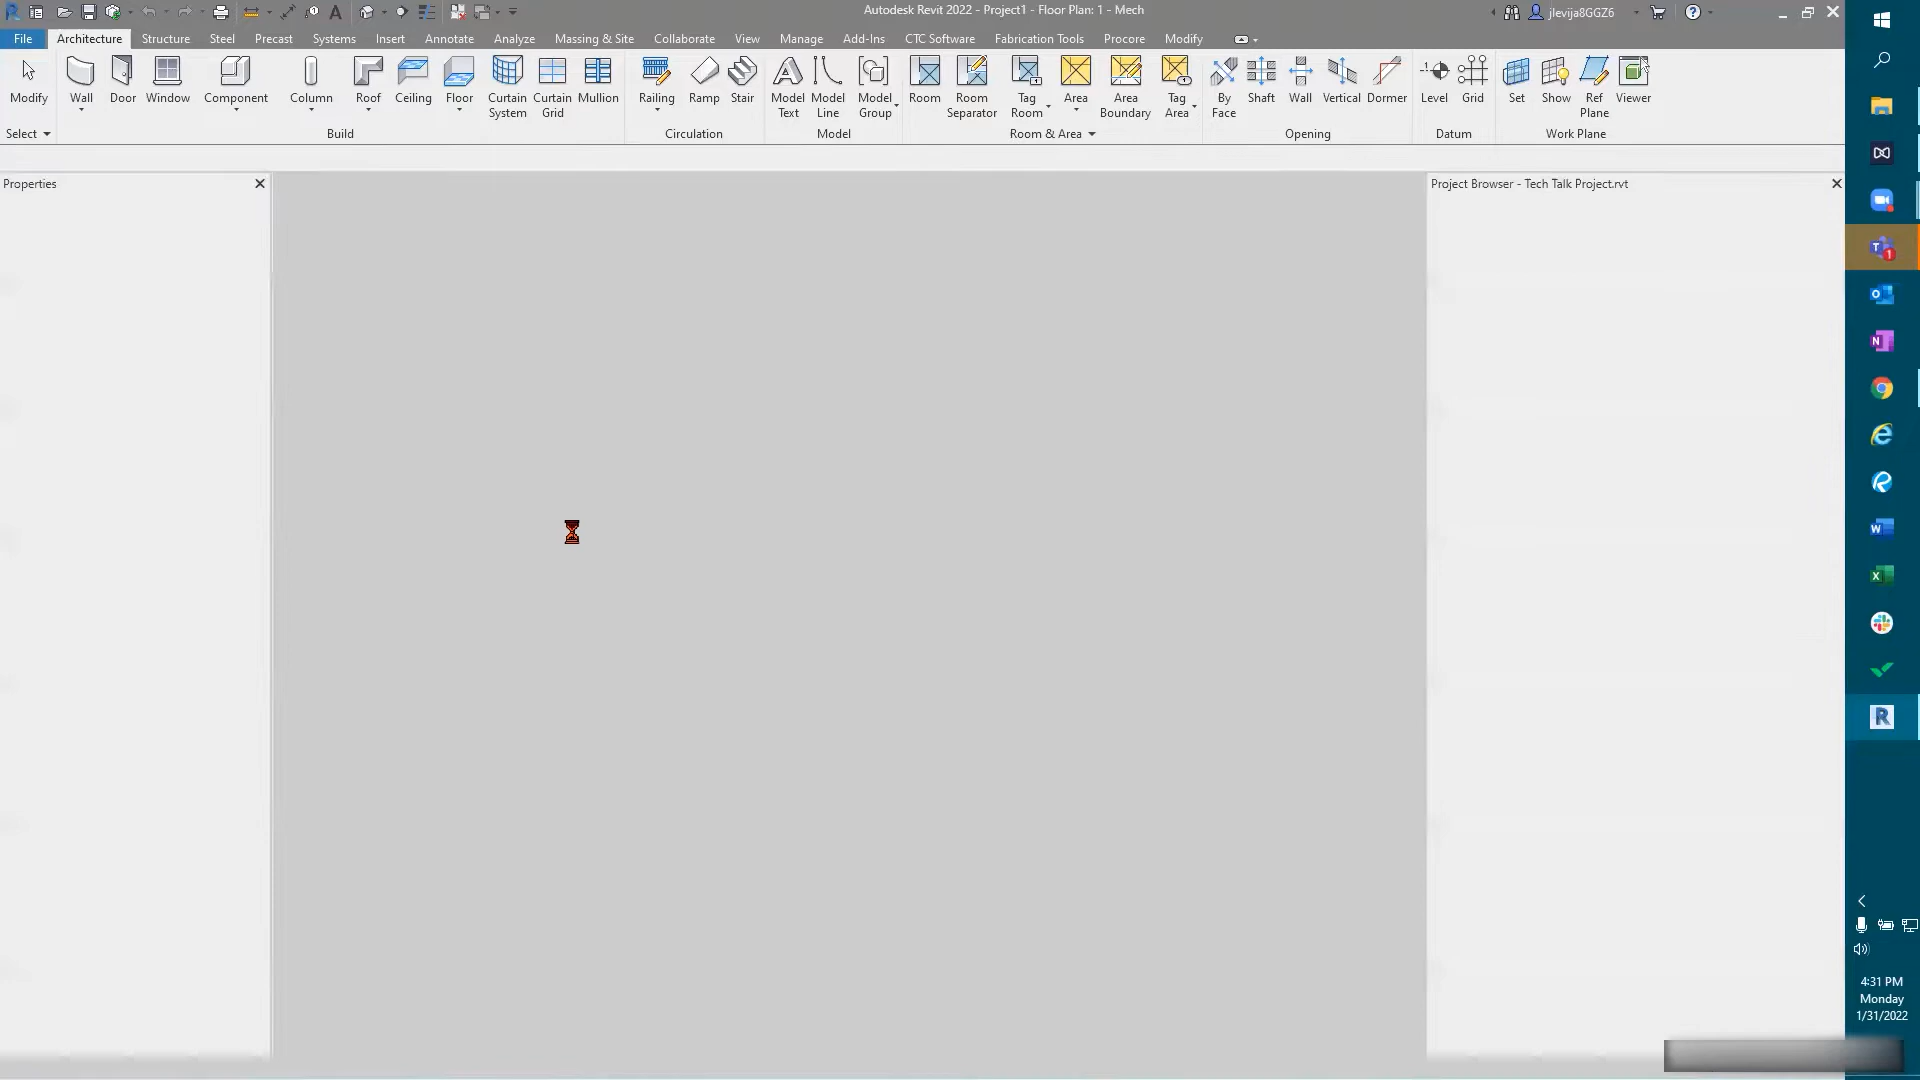 Autodesk Revit 2022 - Project1 - Floor Plan: 1 - Mech
jlevija8GGZ6
File Architecture Structure Steel Precast Systems Insert Annotate Analyze Massing & Site Collaborate View Manage Add-Ins CTC Software Fabrication Tools Procore Modify
Modify Wall Door Window Component Column Roof Ceiling Floor Curtain System Curtain Grid Mullion Railing Ramp Stair Model Text Model Line Model Group Room Room Separator Tag Room Area Area Boundary Tag Area By Face Shaft Wall Vertical Dormer Level Grid Set Show Ref Plane Viewer
Select Build Circulation Model Room & Area Opening Datum Work Plane
Properties
Project Browser - Tech Talk Project.rvt
4:31 PM
Monday
1/31/2022